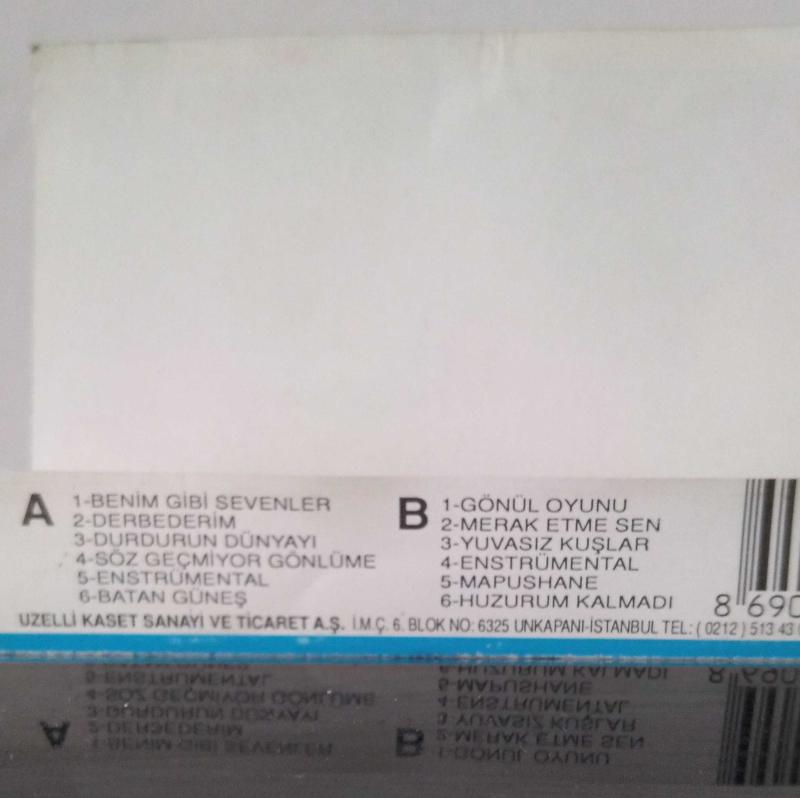 A
1-BENİM GİBİ SEVENLER
2-DERBEDERİM
3-DURDURUN DÜNYAYI
4-SÖZ GEÇMİYOR GÖNLÜME
5-ENSTRÜMENTAL
6-BATAN GÜNEŞ
B
1-GÖNÜL OYUNU
2-MERAK ETME SEN
3-YUVASIZ KUŞLAR
4-ENSTRÜMENTAL
5-MAPUSHANE
6-HUZURUM KALMADI
8 690
UZELLİ KASET SANAYİ VE TİCARET A.Ş. İ.M.Ç. 6. BLOK NO: 6325 UNKAPANI-İSTANBUL TEL: ( 0212 ) 513 43